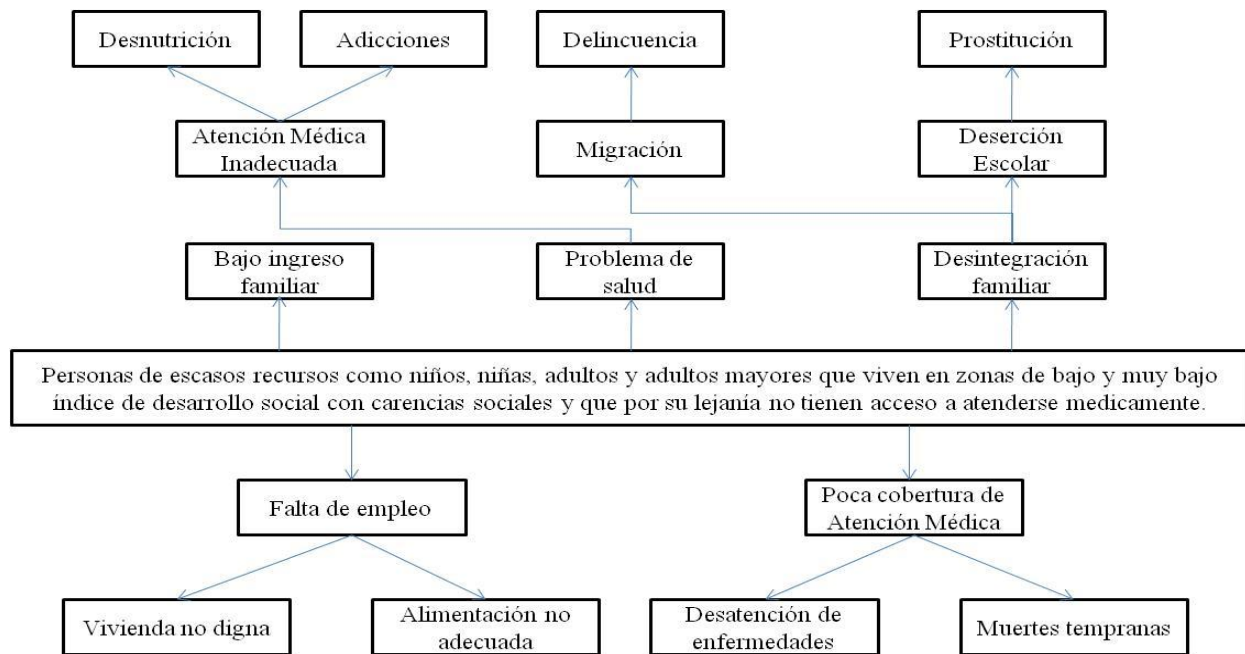 Desnutrición
Adicciones
Delincuencia
Prostitución
Atención Médica
Inadecuada
Migración
Deserción
Escolar
Bajo ingreso
familiar
Problema de
salud
Desintegración
familiar
Personas de escasos recursos como niños, niñas, adultos y adultos mayores que viven en zonas de bajo y muy bajo
índice de desarrollo social con carencias sociales y que por su lejanía no tienen acceso a atenderse medicamente.
Falta de empleo
Poca cobertura de
Atención Médica
Vivienda no digna
Alimentación no
adecuada
Desatención de
enfermedades
Muertes tempranas